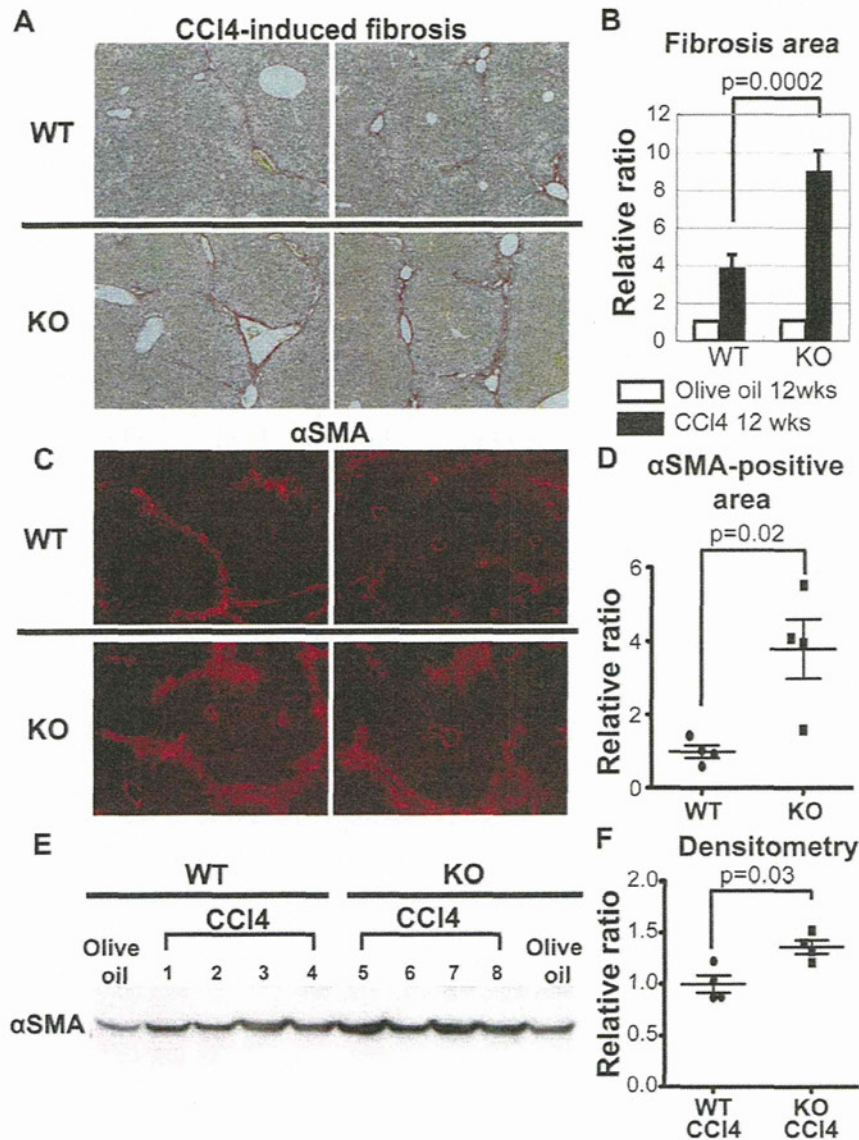 A
CCl4-induced fibrosis
WT
KO
B
Fibrosis area
p=0.0002
12
10
8
6
4
2
0
Relative ratio
WT KO
Olive oil 12wks
CCl4 12 wks
αSMA
C
WT
KO
D
αSMA-positive
area
p=0.02
6
4
2
0
Relative ratio
WT KO
E
WT KO
CCl4 CCl4
Olive
oil
1 2 3 4 5 6 7 8
Olive
oil
αSMA
F
Densitometry
p=0.03
2.0
1.5
1.0
0.5
0.0
Relative ratio
WT KO
CCl4 CCl4